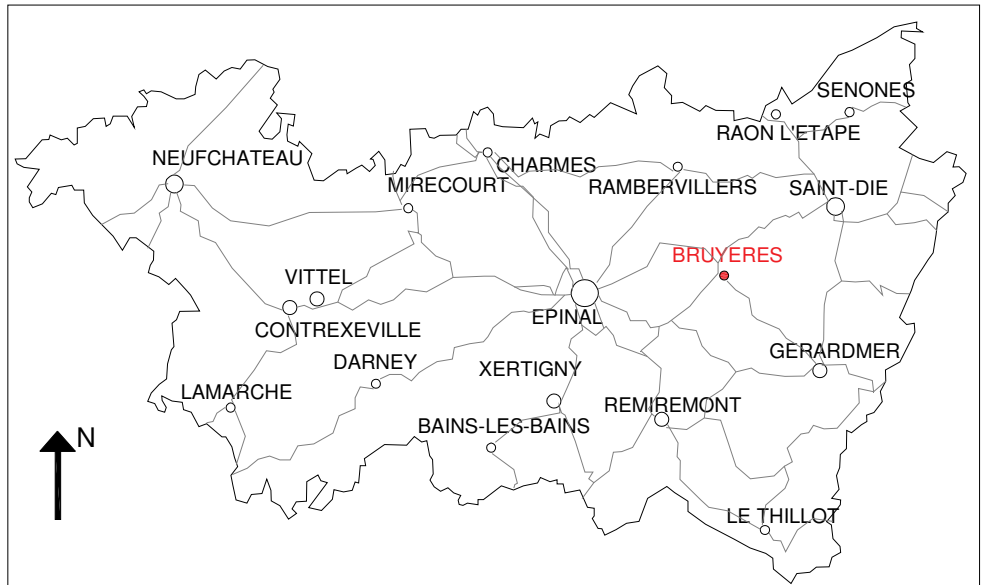 SENONES
RAON L'ETAPE
NEUFCHATEAU
CHARMES
MIRECOURT
RAMBERVILLERS
SAINT-DIE
BRUYERES
VITTEL
EPINAL
CONTREXEVILLE
GERARDMER
DARNEY
XERTIGNY
LAMARCHE
REMIREMONT
BAINS-LES-BAINS
N
LE THILLOT